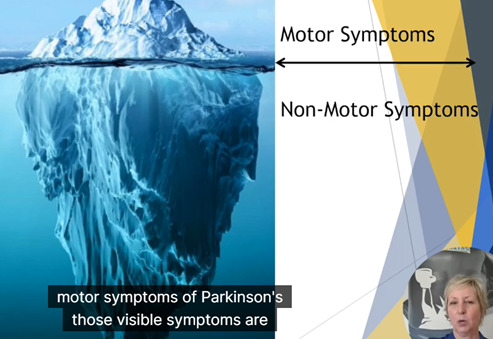 Motor Symptoms
Non-Motor Symptoms
motor symptoms of Parkinson's
those visible symptoms are